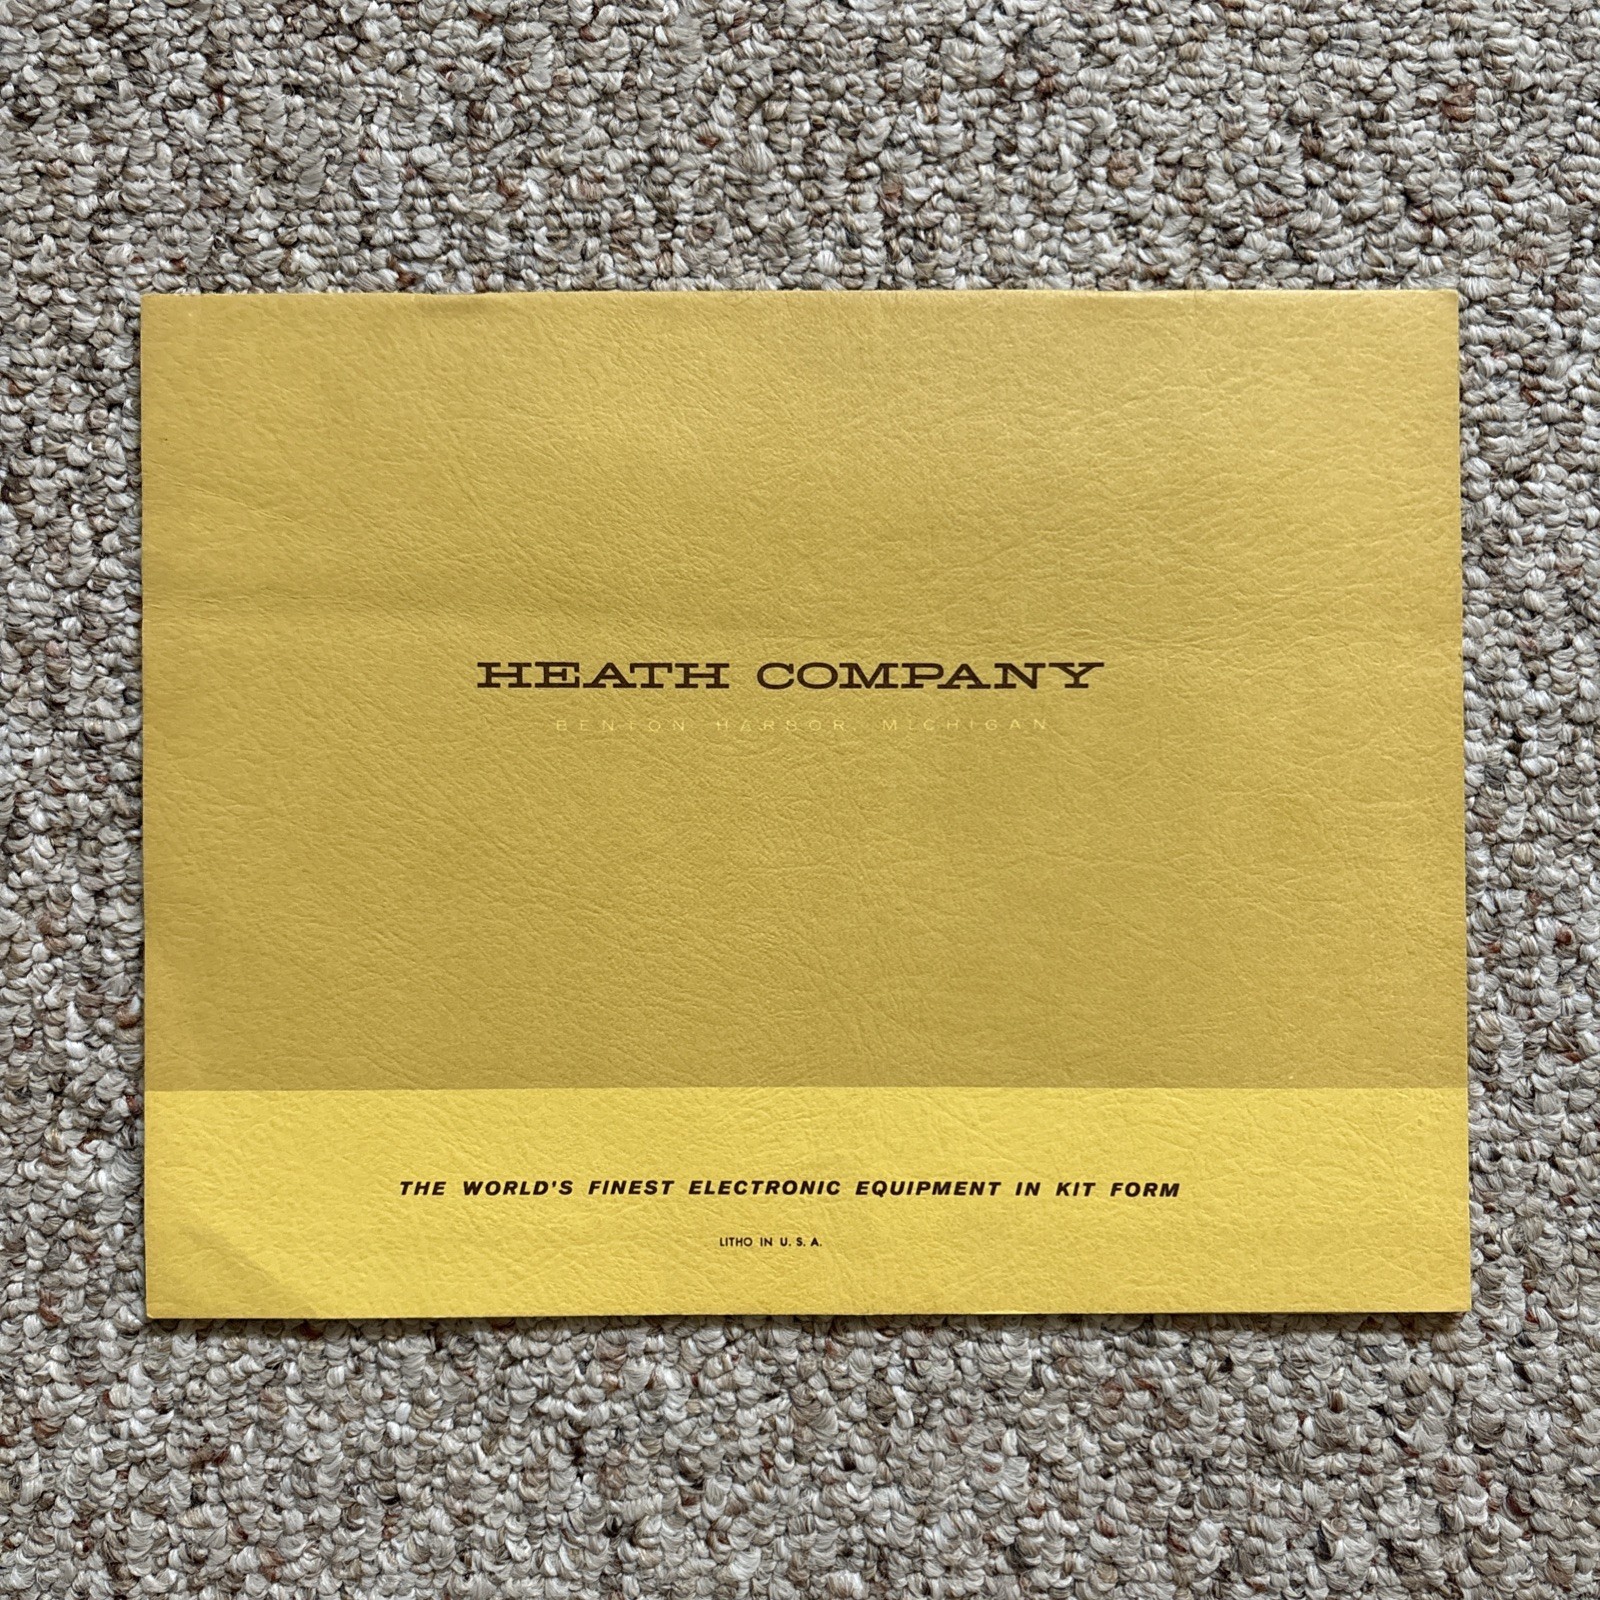 HEATH COMPANY
BENTON HARBOR, MICHIGAN
THE WORLD'S FINEST ELECTRONIC EQUIPMENT IN KIT FORM
LITHO IN U. S. A.